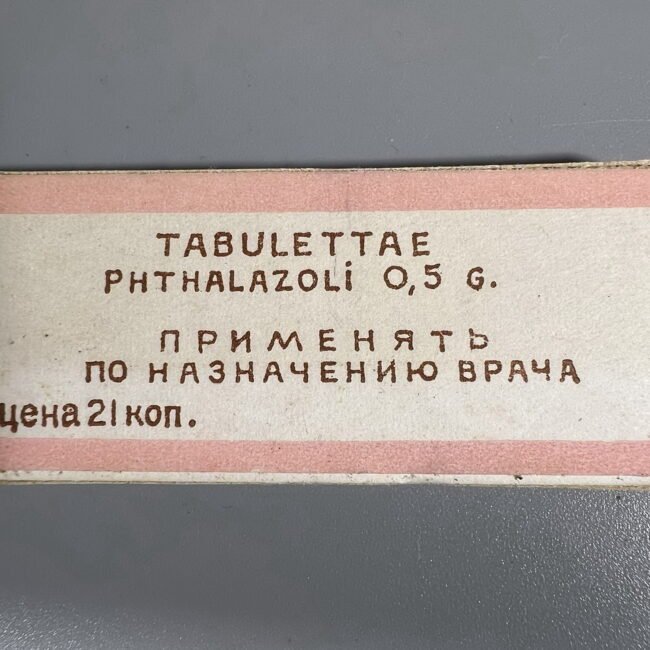 TABULETTAE
PHTHALAZOLi 0,5 G.
ПРИМЕНЯТЬ
ПО НАЗНАЧЕНИЮ ВРАЧА
цена 21 коп.